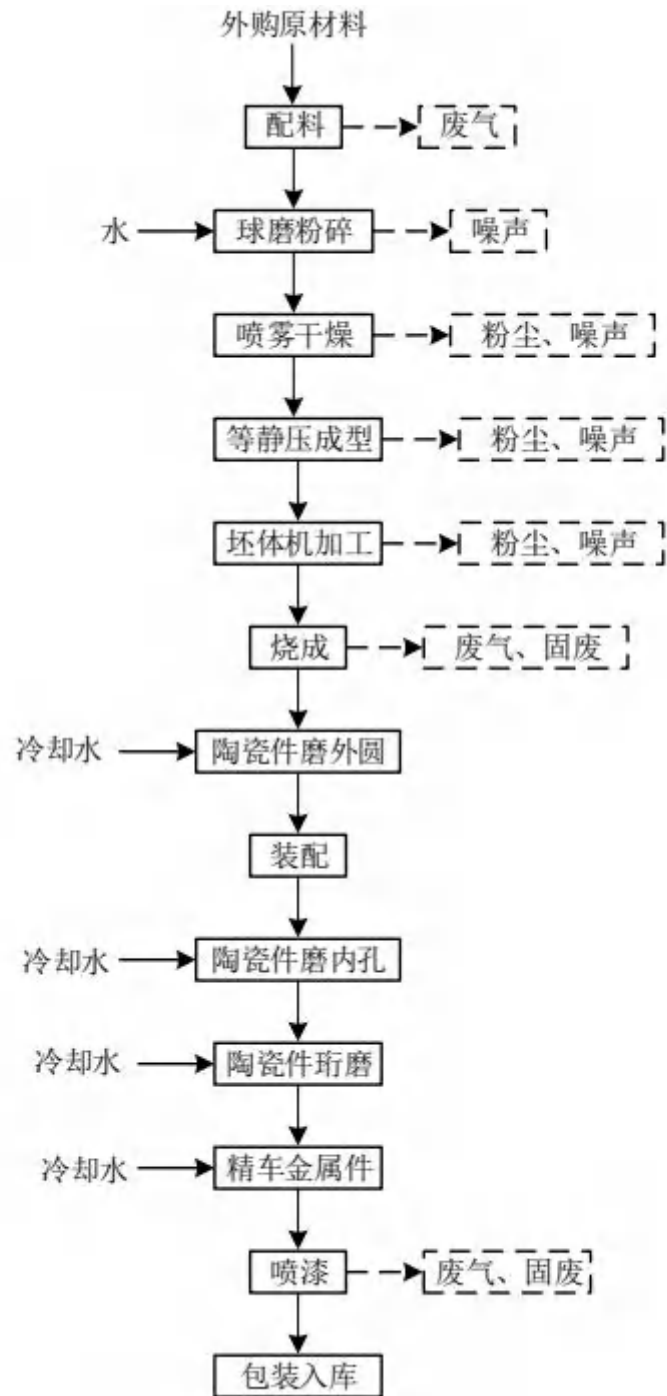 外购原材料
配料
废气
水
球磨粉碎
噪声
喷雾干燥
粉尘、噪声
等静压成型
粉尘、噪声
坯体机加工
粉尘、噪声
烧成
废气、固废
冷却水
陶瓷件磨外圆
装配
冷却水
陶瓷件磨内孔
冷却水
陶瓷件珩磨
冷却水
精车金属件
喷漆
废气、固废
包装入库